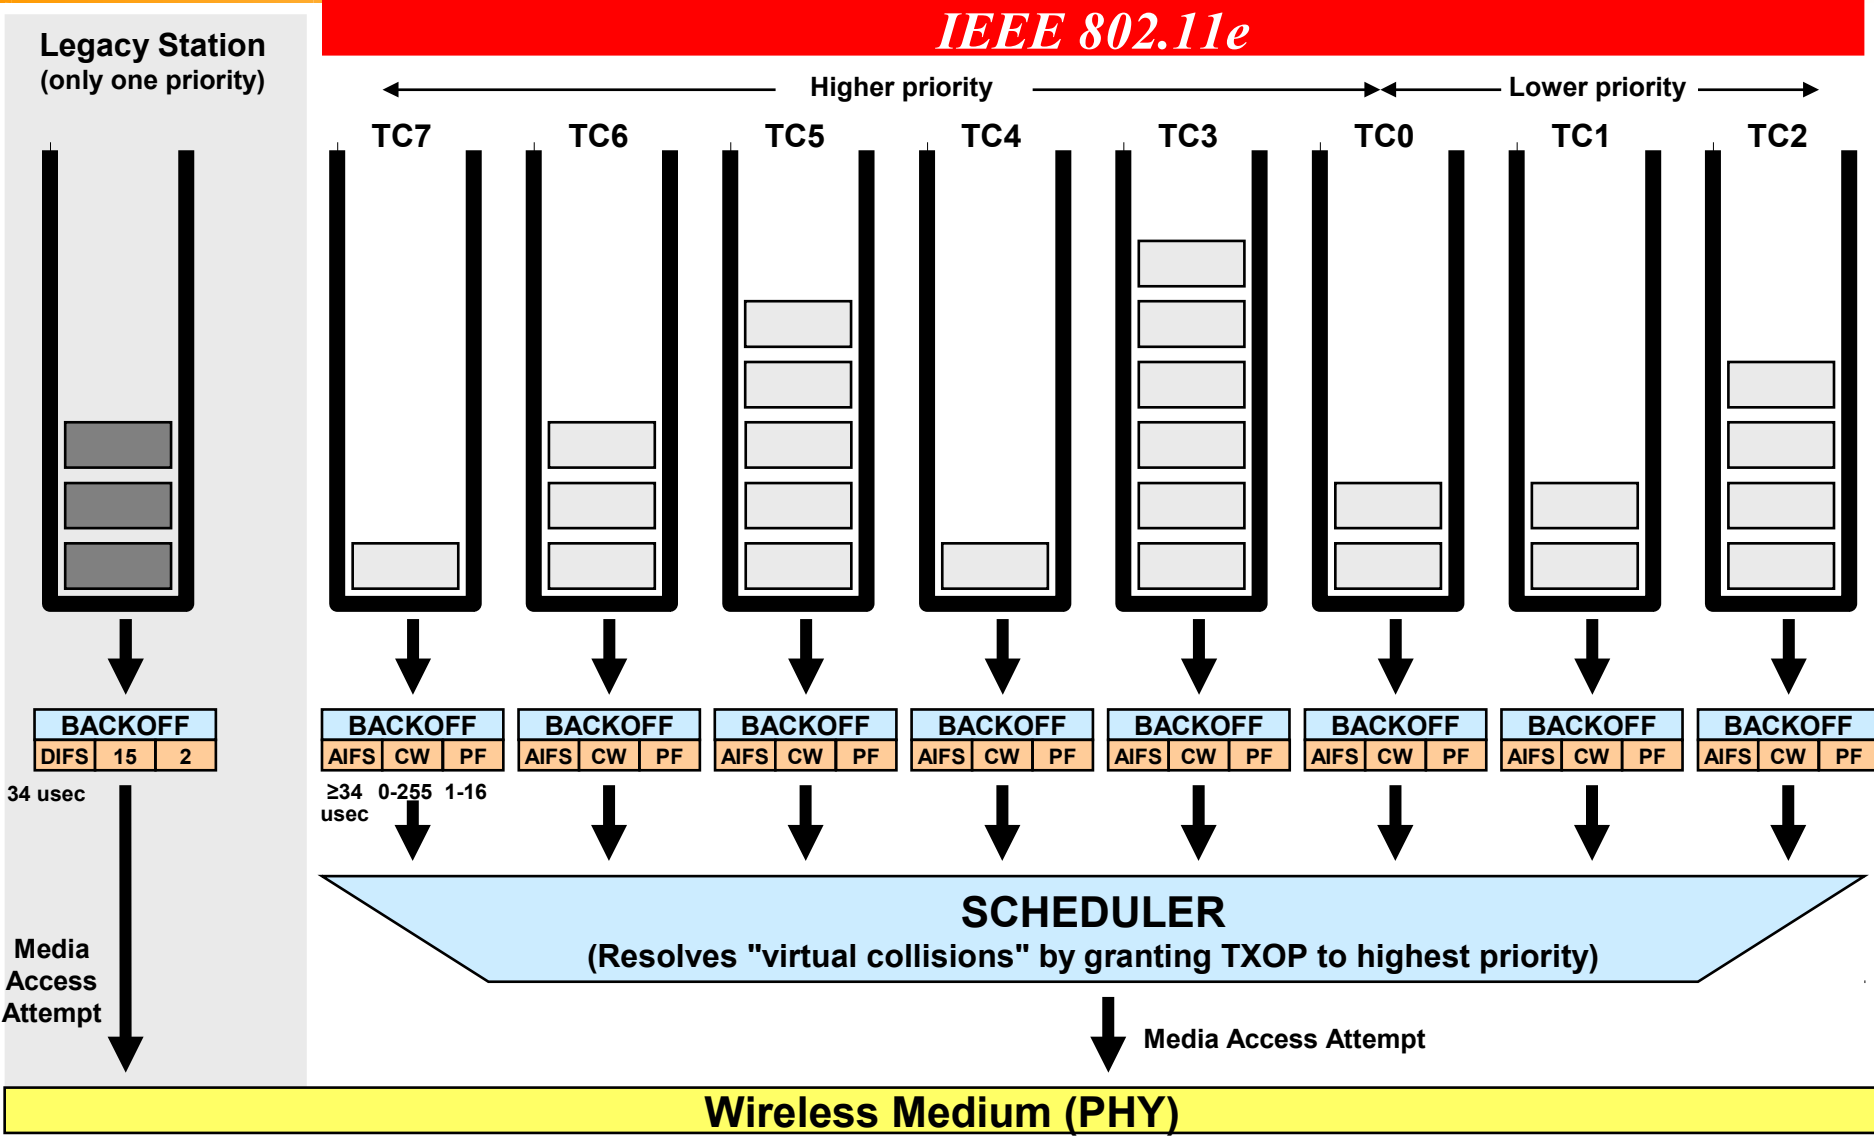 IEEE 802.11e
Legacy Station
(only one priority)
Higher priority
Lower priority
TC7 TC6 TC5 TC4 TC3 TC0 TC1 TC2
BACKOFF BACKOFF BACKOFF BACKOFF BACKOFF BACKOFF BACKOFF BACKOFF BACKOFF
DIFS 15 2 AIFS CW PF AIFS CW PF AIFS CW PF AIFS CW PF AIFS CW PF AIFS CW PF AIFS CW PF AIFS CW PF
34 usec
≥34 0-255 1-16
usec
SCHEDULER
(Resolves "virtual collisions" by granting TXOP to highest priority)
Media
Access
Attempt
Media Access Attempt
Wireless Medium (PHY)